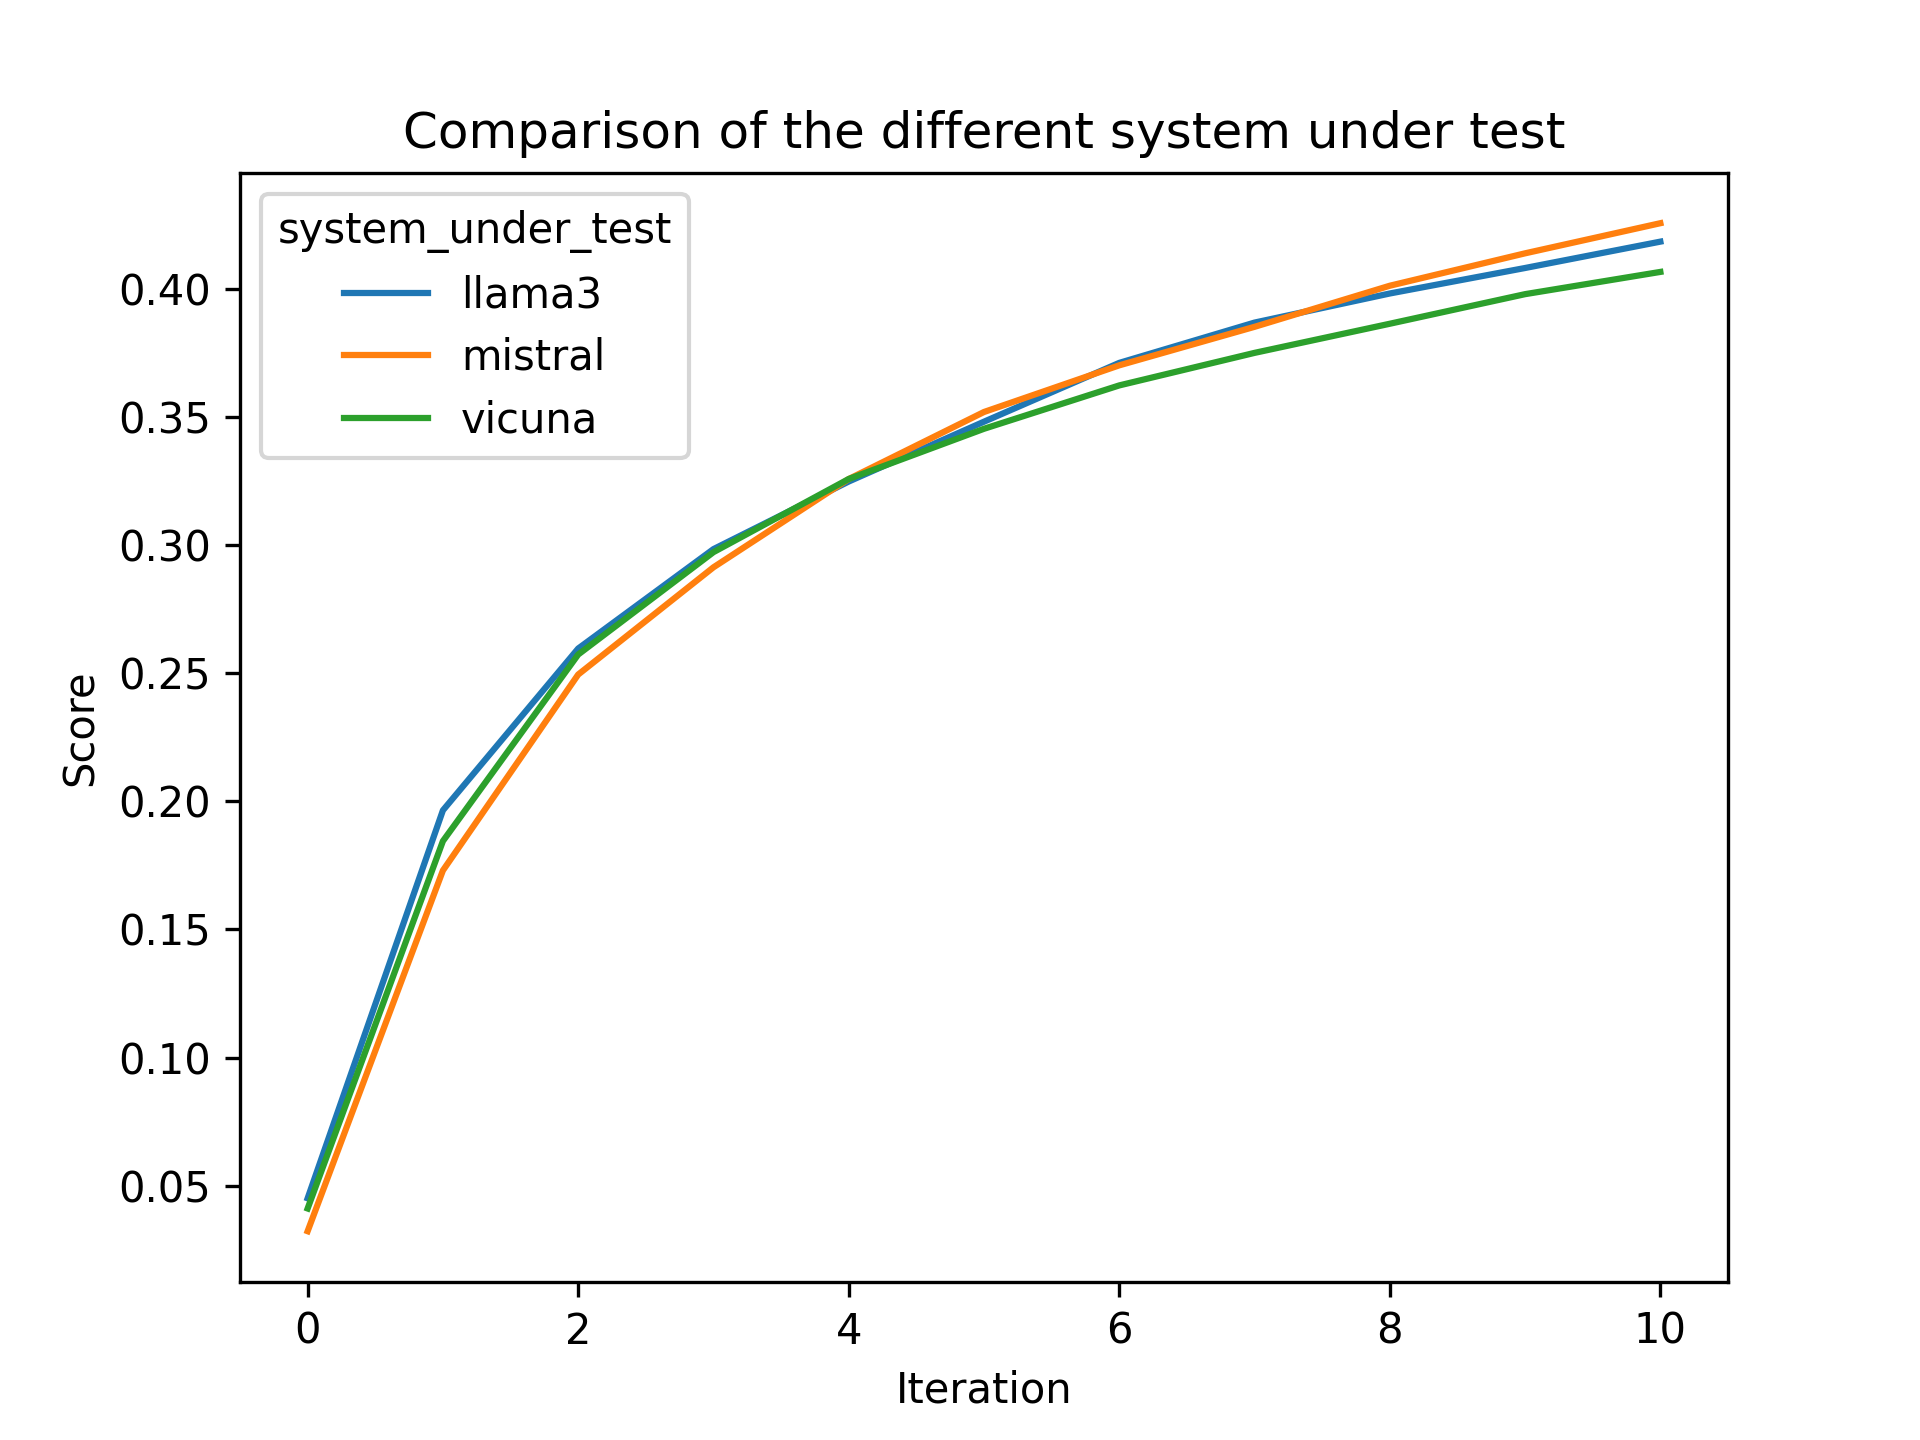 Comparison of the different system under test
system_under_test
llama3
mistral
vicuna
0.40
0.35
0.30
0.25
0.20
0.15
0.10
0.05
Score
0 2 4 6 8 10
Iteration